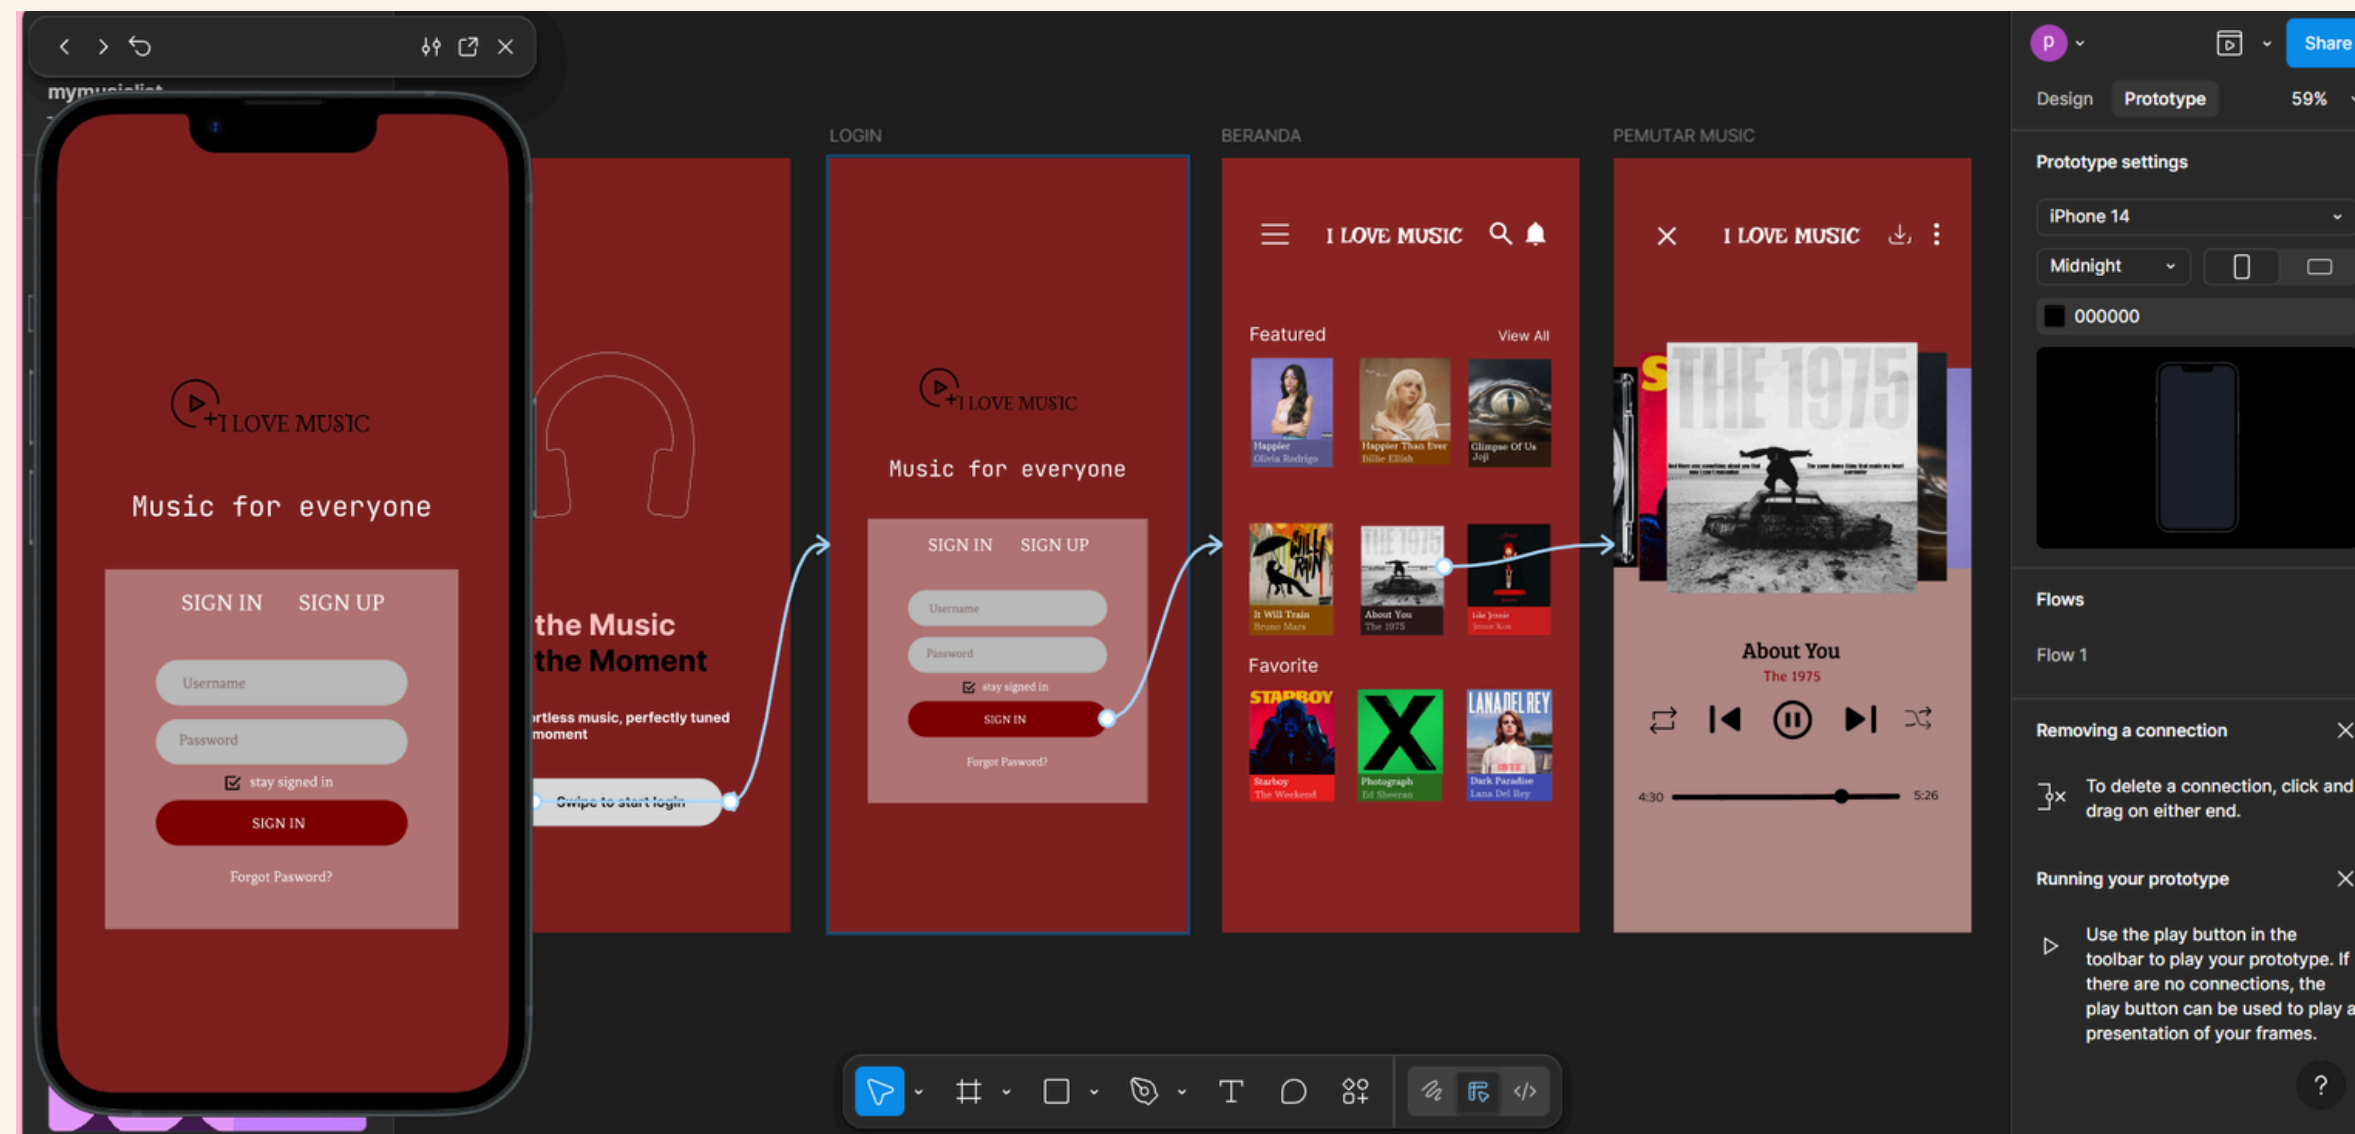 mymusiclist
I LOVE MUSIC
Music for everyone
SIGN IN SIGN UP
Username
Password
stay signed in
SIGN IN
Forgot Pasword?
the Music
the Moment
rtless music, perfectly tuned
moment
Swipe to start login
LOGIN
I LOVE MUSIC
Music for everyone
SIGN IN SIGN UP
Username
Password
stay signed in
SIGN IN
Forgot Pasword?
BERANDA
I LOVE MUSIC
Featured View All
Happier
Olivia Rodrigo
Happier Than Ever
Billie Ellish
Glimpse Of Us
Joji
It Will Train
Bruno Mars
THE 1975
About You
The 1975
Like Jennie
Jennie Kim
Favorite
STARBOY
Starboy
The Weekend
Photograph
Ed Sheeran
LANA DEL REY
Dark Paradise
Lana Del Rey
PEMUTAR MUSIC
I LOVE MUSIC
S
THE 1975
About You
The 1975
4:30 5:26
p
Share
Design Prototype 59%
Prototype settings
iPhone 14
Midnight
000000
Flows
Flow 1
Removing a connection
To delete a connection, click and
drag on either end.
Running your prototype
Use the play button in the
toolbar to play your prototype. If
there are no connections, the
play button can be used to play a
presentation of your frames.
?